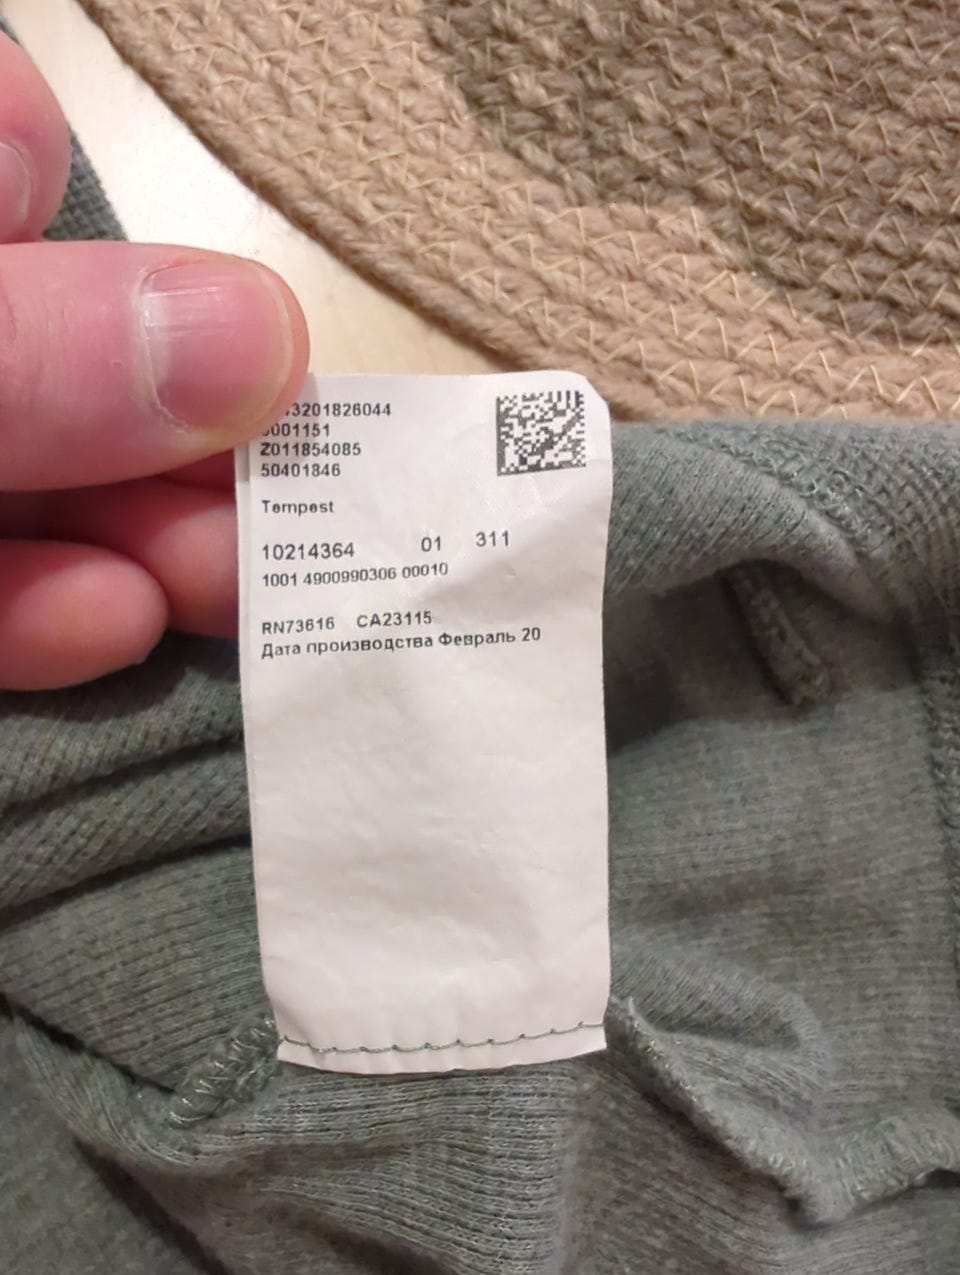 3201826044
001151
Z011854085
50401846
Tempest
10214364 01 311
1001 4900990306 00010
RN73616 CA23115
Дата производства Февраль 20